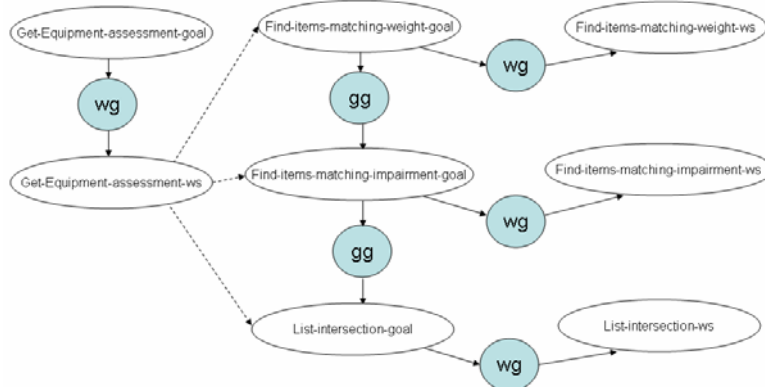 Get-Equipment-assessment-goal
Find-items-matching-weight-goal
Find-items-matching-weight-ws
wg
wg
gg
Get-Equipment-assessment-ws
Find-items-matching-impairment-goal
Find-items-matching-impairment-ws
wg
gg
List-intersection-goal
List-intersection-ws
wg